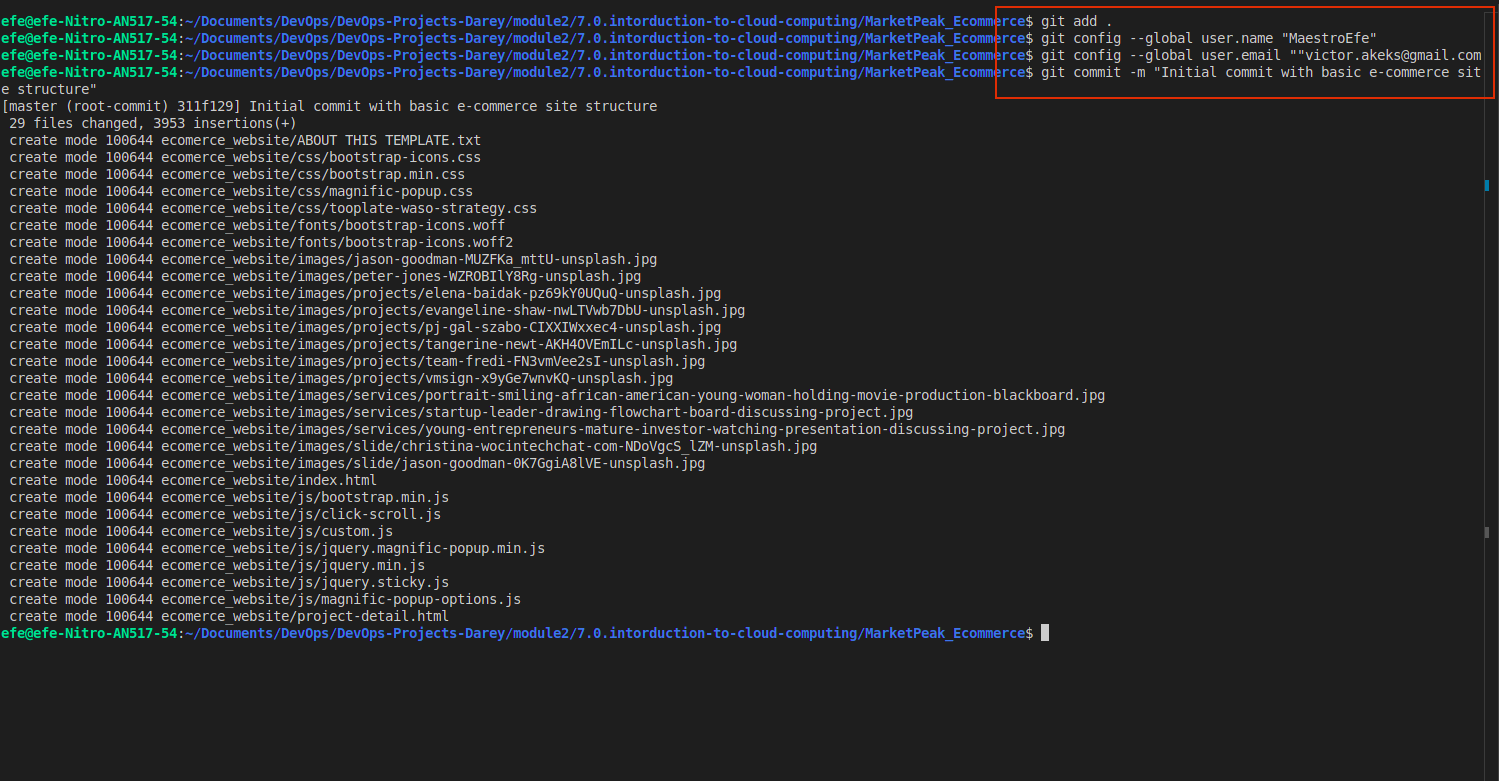 efe@efe-Nitro-AN517-54:~/Documents/DevOps/DevOps-Projects-Darey/module2/7.0.intorduction-to-cloud-computing/MarketPeak_Ecommerce$ git add .
efe@efe-Nitro-AN517-54:~/Documents/DevOps/DevOps-Projects-Darey/module2/7.0.intorduction-to-cloud-computing/MarketPeak_Ecommerce$ git config --global user.name "MaestroEfe"
efe@efe-Nitro-AN517-54:~/Documents/DevOps/DevOps-Projects-Darey/module2/7.0.intorduction-to-cloud-computing/MarketPeak_Ecommerce$ git config --global user.email ""victor.akeks@gmail.com
efe@efe-Nitro-AN517-54:~/Documents/DevOps/DevOps-Projects-Darey/module2/7.0.intorduction-to-cloud-computing/MarketPeak_Ecommerce$ git commit -m "Initial commit with basic e-commerce sit
e structure"
[master (root-commit) 311f129] Initial commit with basic e-commerce site structure
 29 files changed, 3953 insertions(+)
 create mode 100644 ecomerce_website/ABOUT THIS TEMPLATE.txt
 create mode 100644 ecomerce_website/css/bootstrap-icons.css
 create mode 100644 ecomerce_website/css/bootstrap.min.css
 create mode 100644 ecomerce_website/css/magnific-popup.css
 create mode 100644 ecomerce_website/css/tooplate-waso-strategy.css
 create mode 100644 ecomerce_website/fonts/bootstrap-icons.woff
 create mode 100644 ecomerce_website/fonts/bootstrap-icons.woff2
 create mode 100644 ecomerce_website/images/jason-goodman-MUZFKa_mttU-unsplash.jpg
 create mode 100644 ecomerce_website/images/peter-jones-WZROBIlY8Rg-unsplash.jpg
 create mode 100644 ecomerce_website/images/projects/elena-baidak-pz69kY0UQuQ-unsplash.jpg
 create mode 100644 ecomerce_website/images/projects/evangeline-shaw-nwLTVwb7DbU-unsplash.jpg
 create mode 100644 ecomerce_website/images/projects/pj-gal-szabo-CIXXIWxxec4-unsplash.jpg
 create mode 100644 ecomerce_website/images/projects/tangerine-newt-AKH4OVEmILc-unsplash.jpg
 create mode 100644 ecomerce_website/images/projects/team-fredi-FN3vmVee2sI-unsplash.jpg
 create mode 100644 ecomerce_website/images/projects/vmsign-x9yGe7wnvKQ-unsplash.jpg
 create mode 100644 ecomerce_website/images/services/portrait-smiling-african-american-young-woman-holding-movie-production-blackboard.jpg
 create mode 100644 ecomerce_website/images/services/startup-leader-drawing-flowchart-board-discussing-project.jpg
 create mode 100644 ecomerce_website/images/services/young-entrepreneurs-mature-investor-watching-presentation-discussing-project.jpg
 create mode 100644 ecomerce_website/images/slide/christina-wocintechchat-com-NDoVgcS_lZM-unsplash.jpg
 create mode 100644 ecomerce_website/images/slide/jason-goodman-0K7GgiA8lVE-unsplash.jpg
 create mode 100644 ecomerce_website/index.html
 create mode 100644 ecomerce_website/js/bootstrap.min.js
 create mode 100644 ecomerce_website/js/click-scroll.js
 create mode 100644 ecomerce_website/js/custom.js
 create mode 100644 ecomerce_website/js/jquery.magnific-popup.min.js
 create mode 100644 ecomerce_website/js/jquery.min.js
 create mode 100644 ecomerce_website/js/jquery.sticky.js
 create mode 100644 ecomerce_website/js/magnific-popup-options.js
 create mode 100644 ecomerce_website/project-detail.html
efe@efe-Nitro-AN517-54:~/Documents/DevOps/DevOps-Projects-Darey/module2/7.0.intorduction-to-cloud-computing/MarketPeak_Ecommerce$